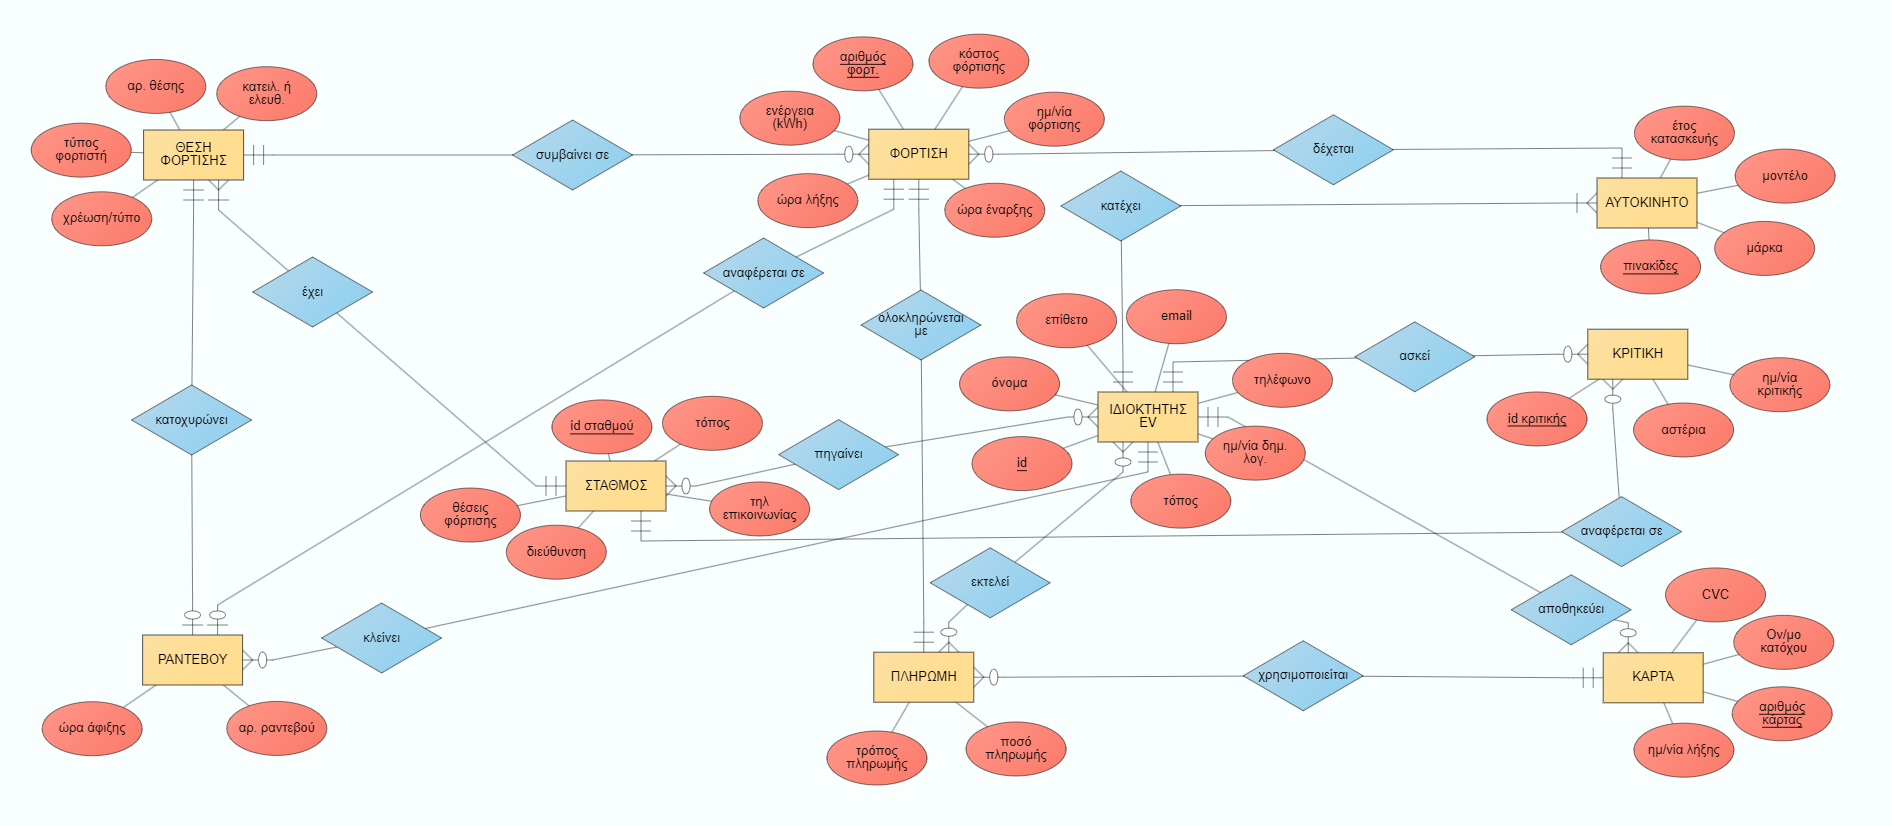 αριθμός
φορτ.
κόστος
φόρτισης
αρ. θέσης
κατειλ. ή
ελευθ.
ενέργεια
(kWh)
ημ/νία
φόρτισης
τύπος
φορτιστή
ΘΕΣΗ
ΦΟΡΤΙΣΗΣ
συμβαίνει σε
ΦΟΡΤΙΣΗ
δέχεται
έτος
κατασκευής
μοντέλο
χρέωση/τύπο
ώρα λήξης
ώρα έναρξης
κατέχει
ΑΥΤΟΚΙΝΗΤΟ
μάρκα
πινακίδες
έχει
αναφέρεται σε
ολοκληρώνεται
με
επίθετο
email
ασκεί
ΚΡΙΤΙΚΗ
όνομα
τηλέφωνο
ημ/νία
κριτικής
ΙΔΙΟΚΤΗΤΗΣ
EV
id κριτικής
αστέρια
κατοχυρώνει
id σταθμού
τόπος
πηγαίνει
id
ημ/νία δημ.
λογ.
ΣΤΑΘΜΟΣ
θέσεις
φόρτισης
τηλ
επικοινωνίας
τόπος
διεύθυνση
αναφέρεται σε
εκτελεί
αποθηκεύει
CVC
κλείνει
Ον/μο
κατόχου
ΡΑΝΤΕΒΟΥ
ΠΛΗΡΩΜΗ
χρησιμοποιείται
ΚΑΡΤΑ
αριθμός
κάρτας
ώρα άφιξης
αρ. ραντεβού
τρόπος
πληρωμής
ποσό
πληρωμής
ημ/νία λήξης